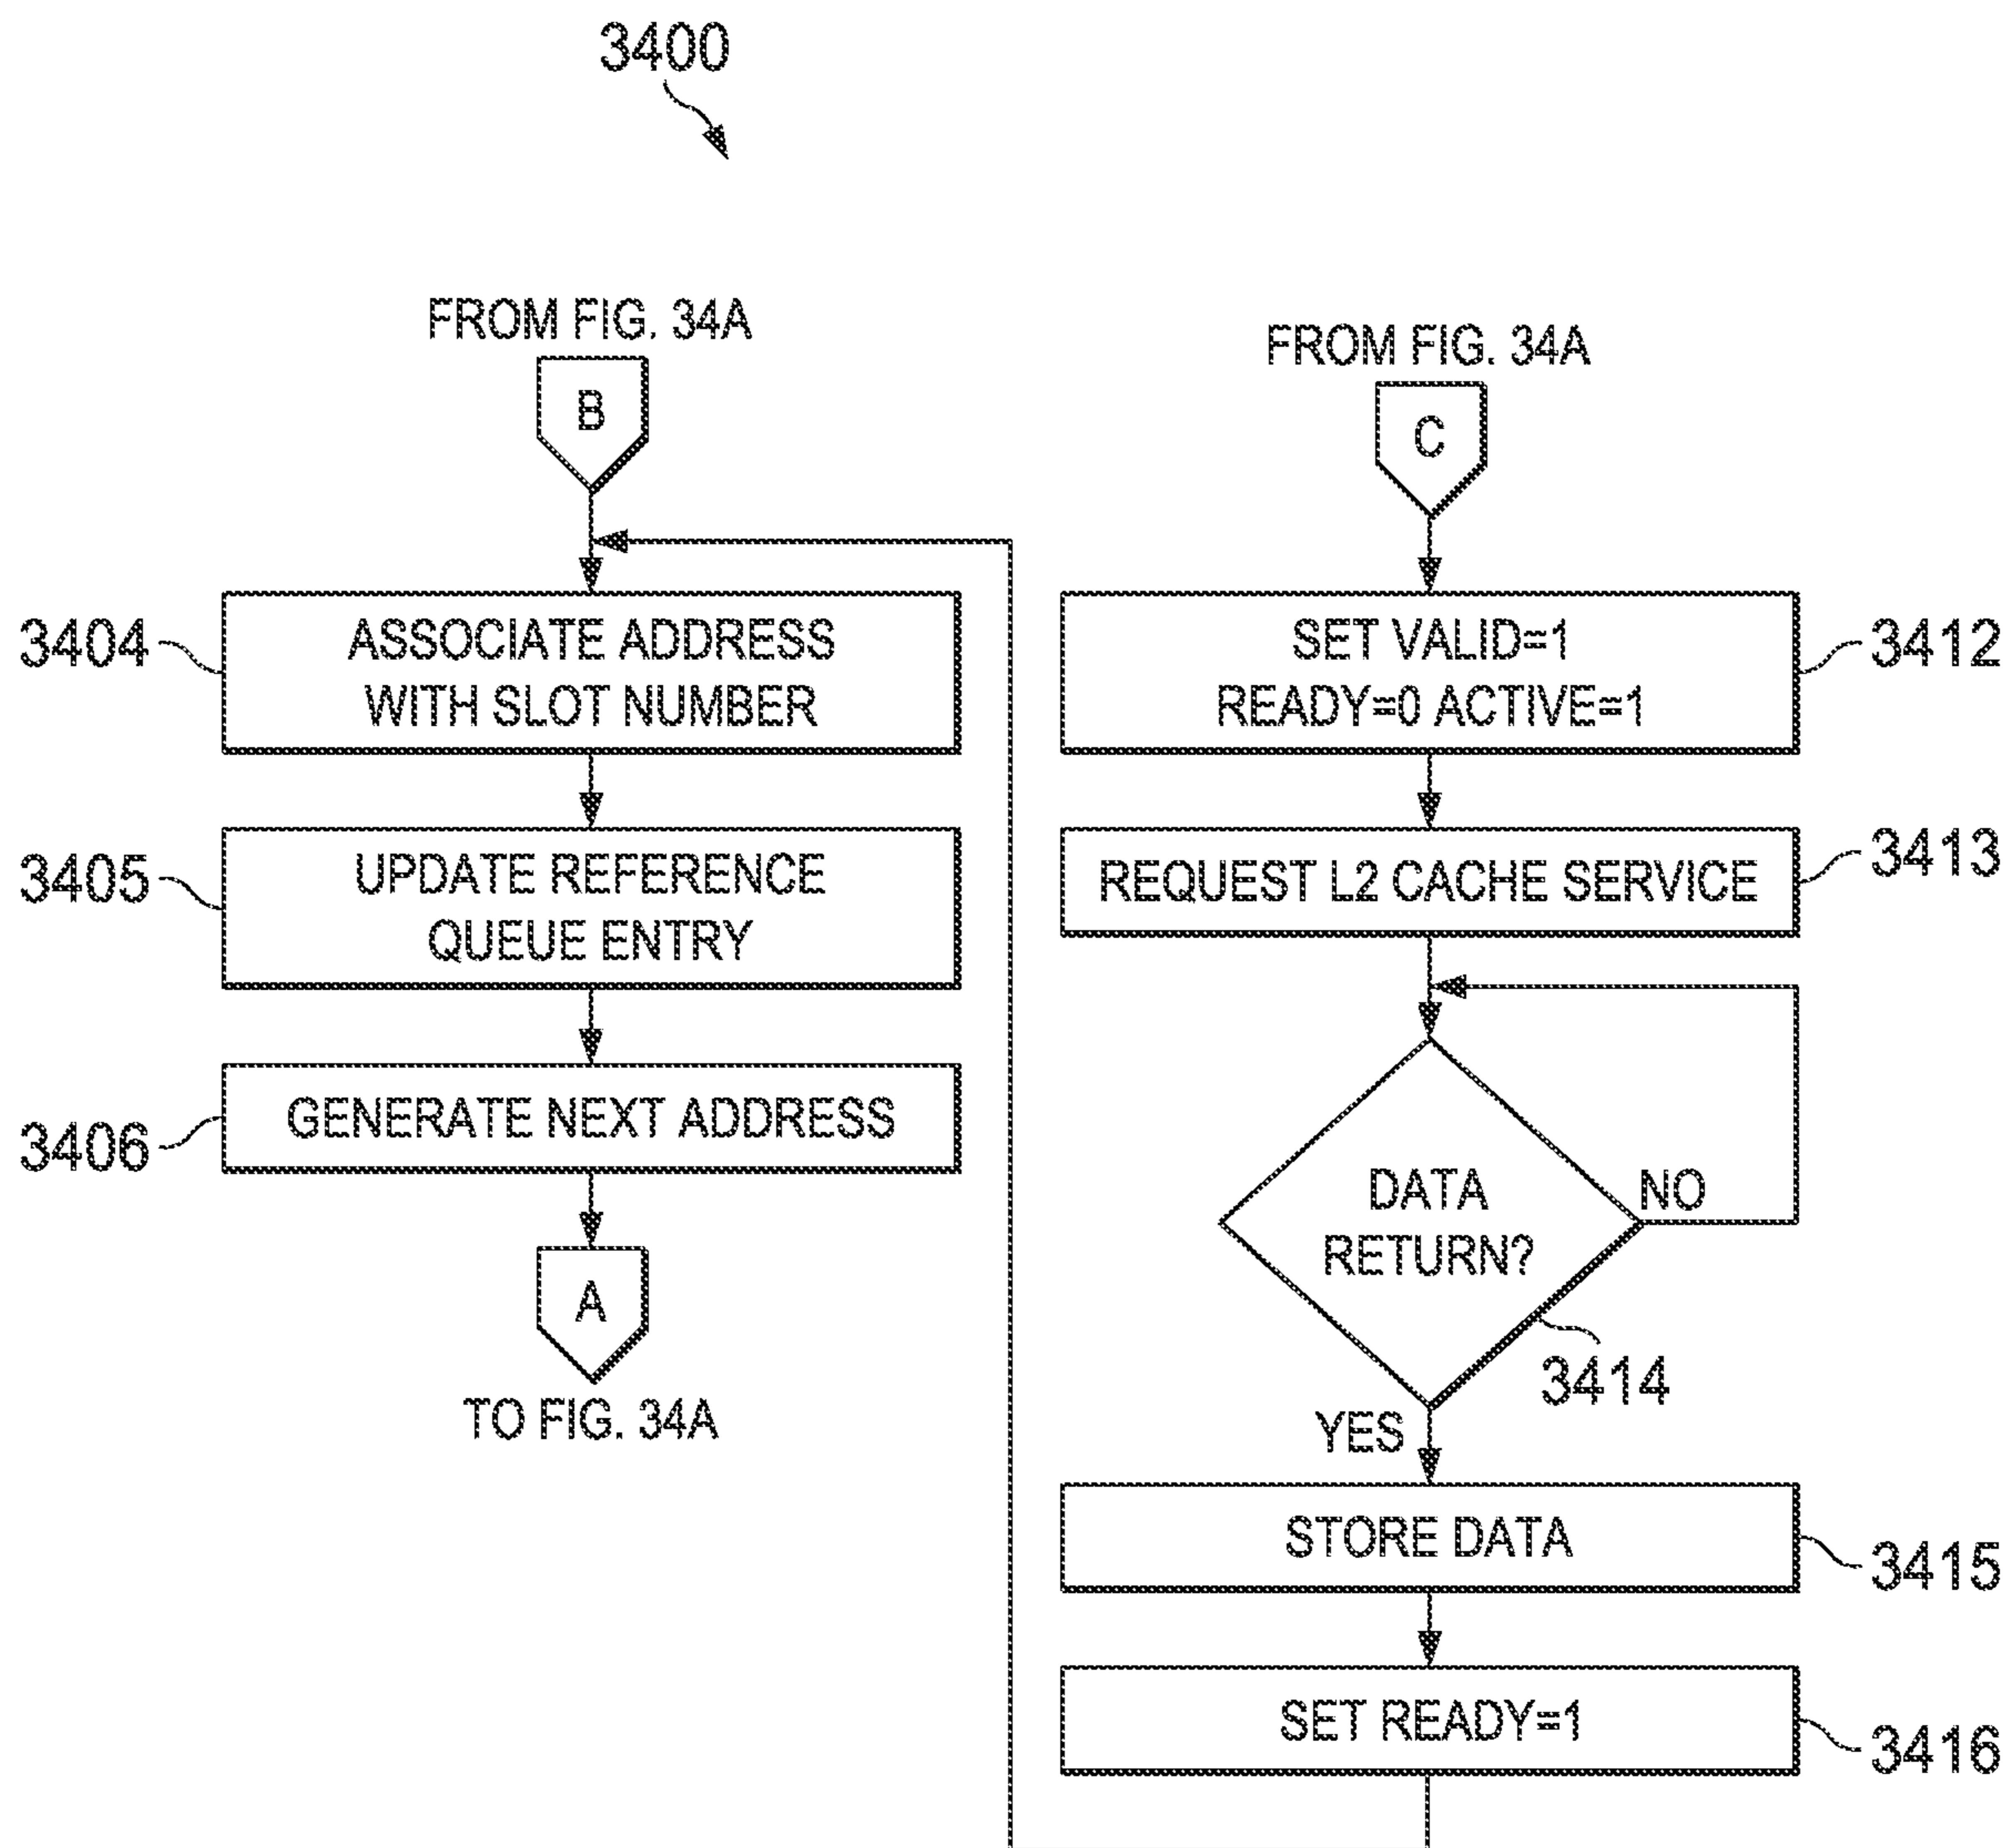 3400
FROM FIG. 34A
B
3404
ASSOCIATE ADDRESS
WITH SLOT NUMBER
3405
UPDATE REFERENCE
QUEUE ENTRY
3406
GENERATE NEXT ADDRESS
A
TO FIG. 34A
FROM FIG. 34A
C
SET VALID=1
READY=0 ACTIVE=1
3412
REQUEST L2 CACHE SERVICE
3413
DATA
RETURN?
NO
3414
YES
STORE DATA
3415
SET READY=1
3416